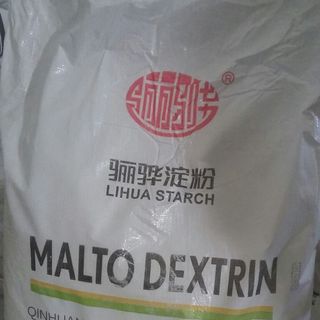 ®
骊骅淀粉
LIHUA STARCH
MALTO DEXTRIN